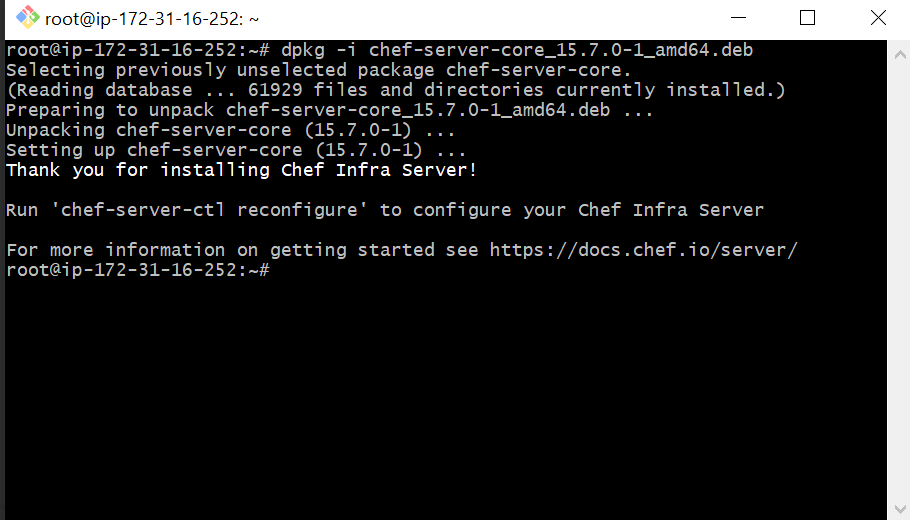 root@ip-172-31-16-252: ~
root@ip-172-31-16-252:~# dpkg -i chef-server-core_15.7.0-1_amd64.deb
Selecting previously unselected package chef-server-core.
(Reading database ... 61929 files and directories currently installed.)
Preparing to unpack chef-server-core_15.7.0-1_amd64.deb ...
Unpacking chef-server-core (15.7.0-1) ...
Setting up chef-server-core (15.7.0-1) ...
Thank you for installing Chef Infra Server!
Run 'chef-server-ctl reconfigure' to configure your Chef Infra Server
For more information on getting started see https://docs.chef.io/server/
root@ip-172-31-16-252:~#